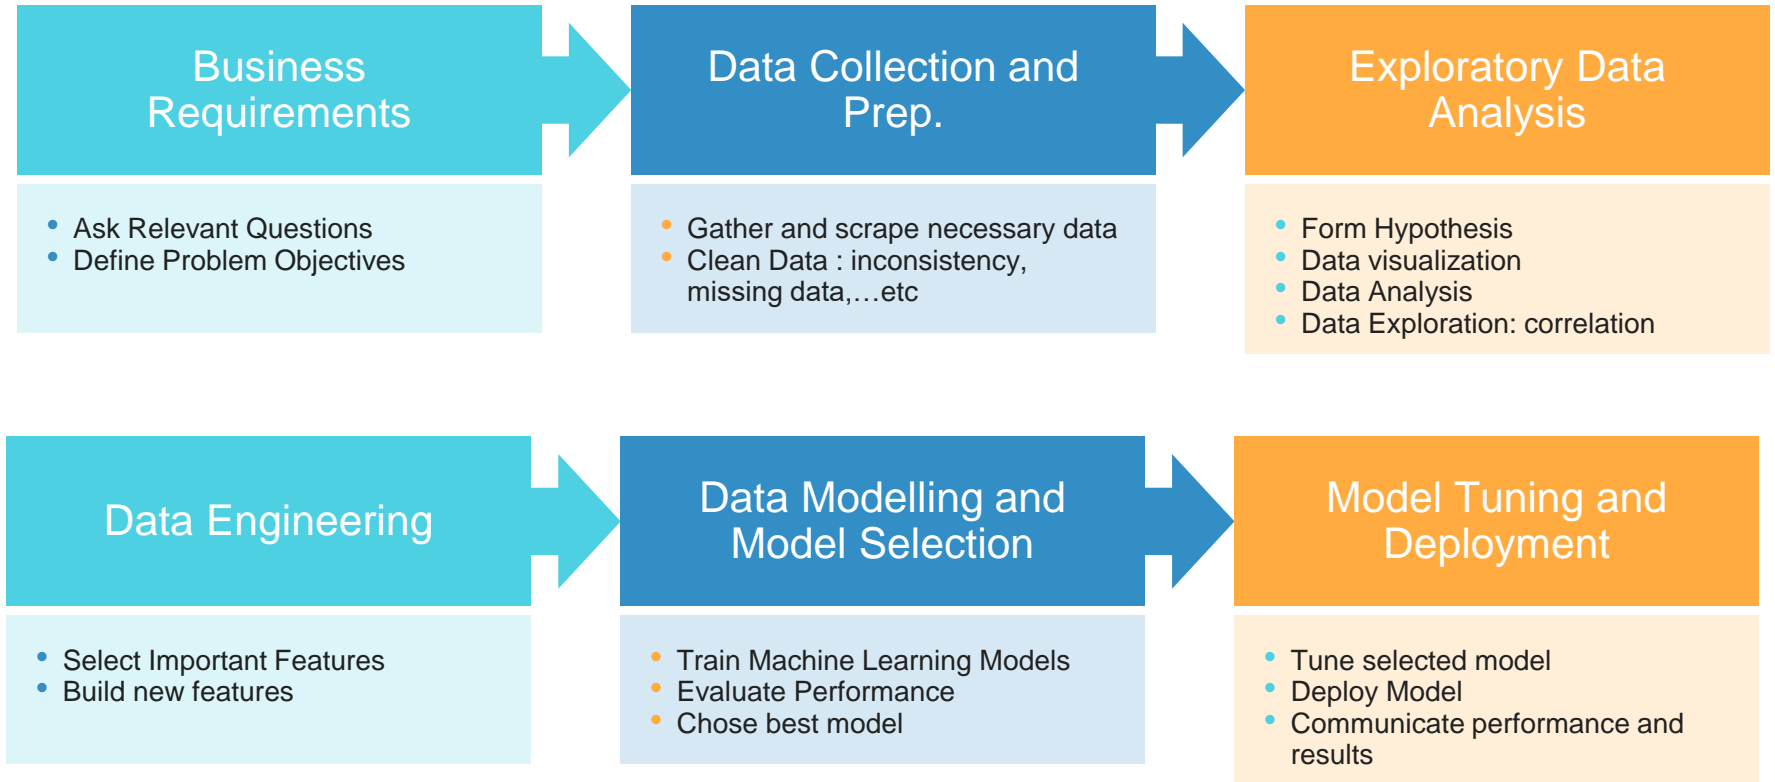 Business
Requirements
• Ask Relevant Questions
• Define Problem Objectives
Data Collection and
Prep.
• Gather and scrape necessary data
• Clean Data : inconsistency,
missing data,…etc
Exploratory Data
Analysis
• Form Hypothesis
• Data visualization
• Data Analysis
• Data Exploration: correlation
Data Engineering
• Select Important Features
• Build new features
Data Modelling and
Model Selection
• Train Machine Learning Models
• Evaluate Performance
• Chose best model
Model Tuning and
Deployment
• Tune selected model
• Deploy Model
• Communicate performance and
results